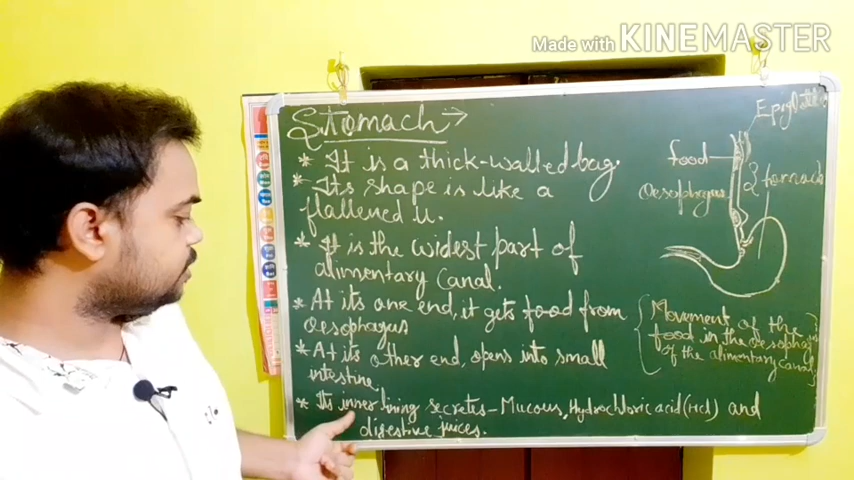 Made with KINEMASTER
Stomach →
* It is a thick-walled bag.
* Its shape is like a
flattened U.
* It is the widest part of
alimentary Canal.
* At its one end, it gets food from
Oesophagus
* At its other end, opens into small
intestine.
* Its inner lining secretes - Mucous, Hydrochloric acid (HCl) and
digestive juices.
food
Oesophagus
Stomach
Movement of the
food in the Oesophagus
of the alimentary canal